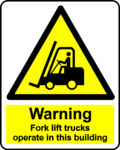 Warning
Fork lift trucks
operate in this building